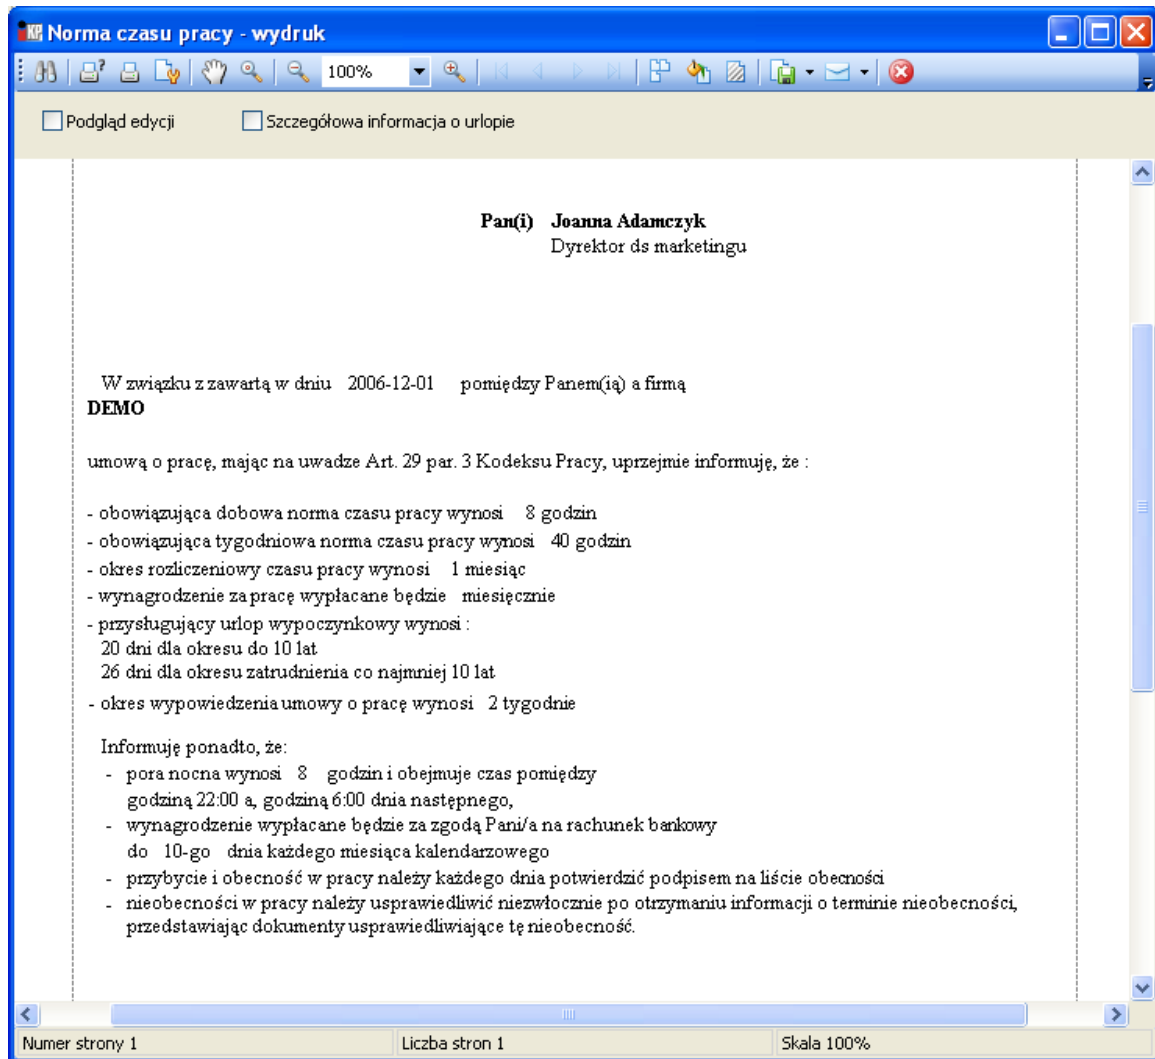 KP Norma czasu pracy - wydruk
100%
Podgląd edycji Szczegółowa informacja o urlopie
Pan(i) Joanna Adamczyk
Dyrektor ds marketingu
W związku z zawartą w dniu 2006-12-01 pomiędzy Panem(ią) a firmą
DEMO
umową o pracę, mając na uwadze Art. 29 par. 3 Kodeksu Pracy, uprzejmie informuję, że :
- obowiązująca dobowa norma czasu pracy wynosi 8 godzin
- obowiązująca tygodniowa norma czasu pracy wynosi 40 godzin
- okres rozliczeniowy czasu pracy wynosi 1 miesiąc
- wynagrodzenie za pracę wypłacane będzie miesięcznie
- przysługujący urlop wypoczynkowy wynosi :
20 dni dla okresu do 10 lat
26 dni dla okresu zatrudnienia co najmniej 10 lat
- okres wypowiedzenia umowy o pracę wynosi 2 tygodnie
Informuję ponadto, że:
- pora nocna wynosi 8 godzin i obejmuje czas pomiędzy
godziną 22:00 a, godziną 6:00 dnia następnego,
- wynagrodzenie wypłacane będzie za zgodą Pani/a na rachunek bankowy
do 10-go dnia każdego miesiąca kalendarzowego
- przybycie i obecność w pracy należy każdego dnia potwierdzić podpisem na liście obecności
- nieobecności w pracy należy usprawiedliwić niezwłocznie po otrzymaniu informacji o terminie nieobecności,
przedstawiając dokumenty usprawiedliwiające tę nieobecność.
Numer strony 1 Liczba stron 1 Skala 100%